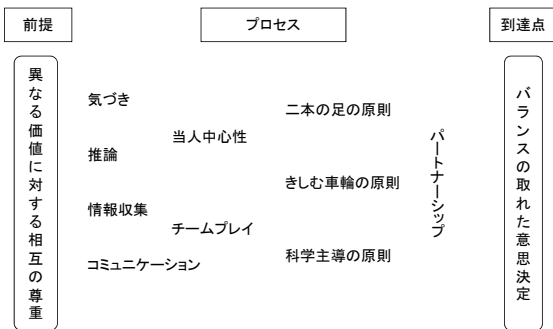 前提
プロセス
到達点
異なる価値に対する相互の尊重
気づき
推論
情報収集
コミュニケーション
当人中心性
チームプレイ
二本の足の原則
きしむ車輪の原則
科学主導の原則
パートナーシップ
バランスの取れた意思決定